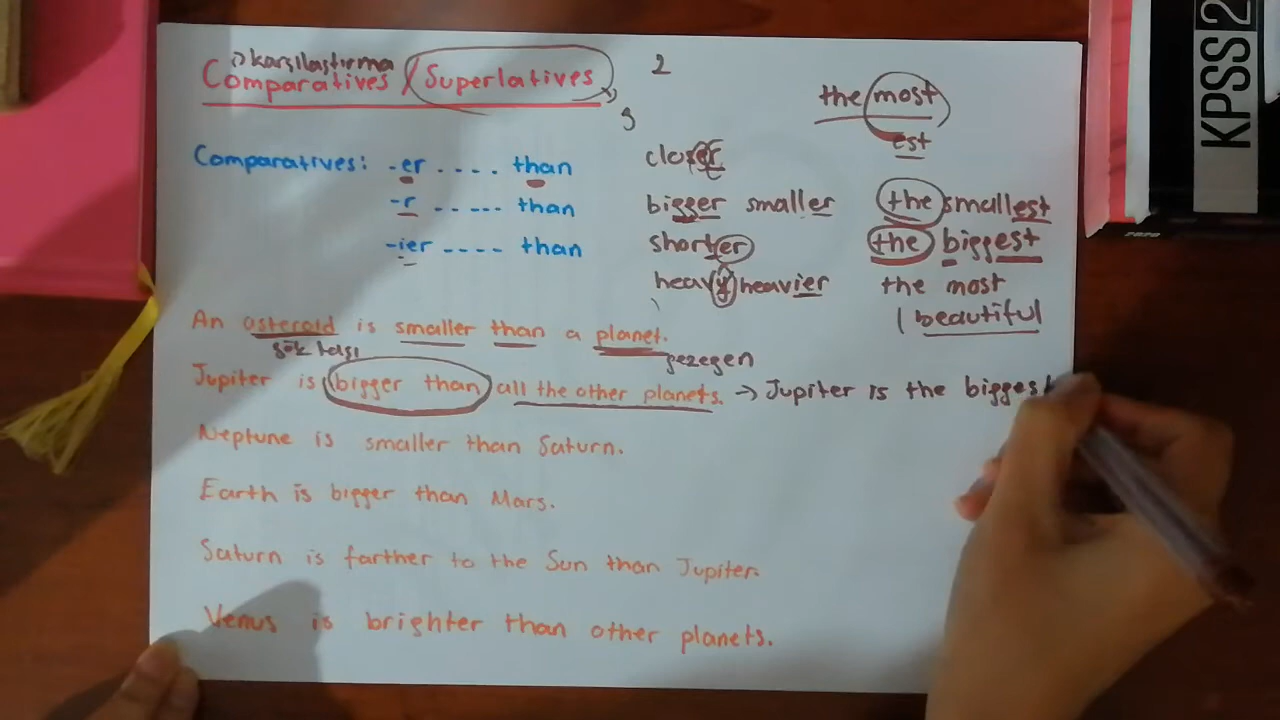 karşılaştırma
Comparatives / Superlatives
2
3
the most
est
Comparatives: -er .... than
-r ..... than
-ier ---- than
closer
bigger smaller
shorter
heavy heavier
the smallest
the biggest
the most
beautiful
An asteroid is smaller than a planet.
gök taşı
gezegen
Jupiter is bigger than all the other planets. → Jupiter is the biggest
Neptune is smaller than Saturn.
Earth is bigger than Mars.
Saturn is farther to the Sun than Jupiter.
Venus is brighter than other planets.
KPSS 2